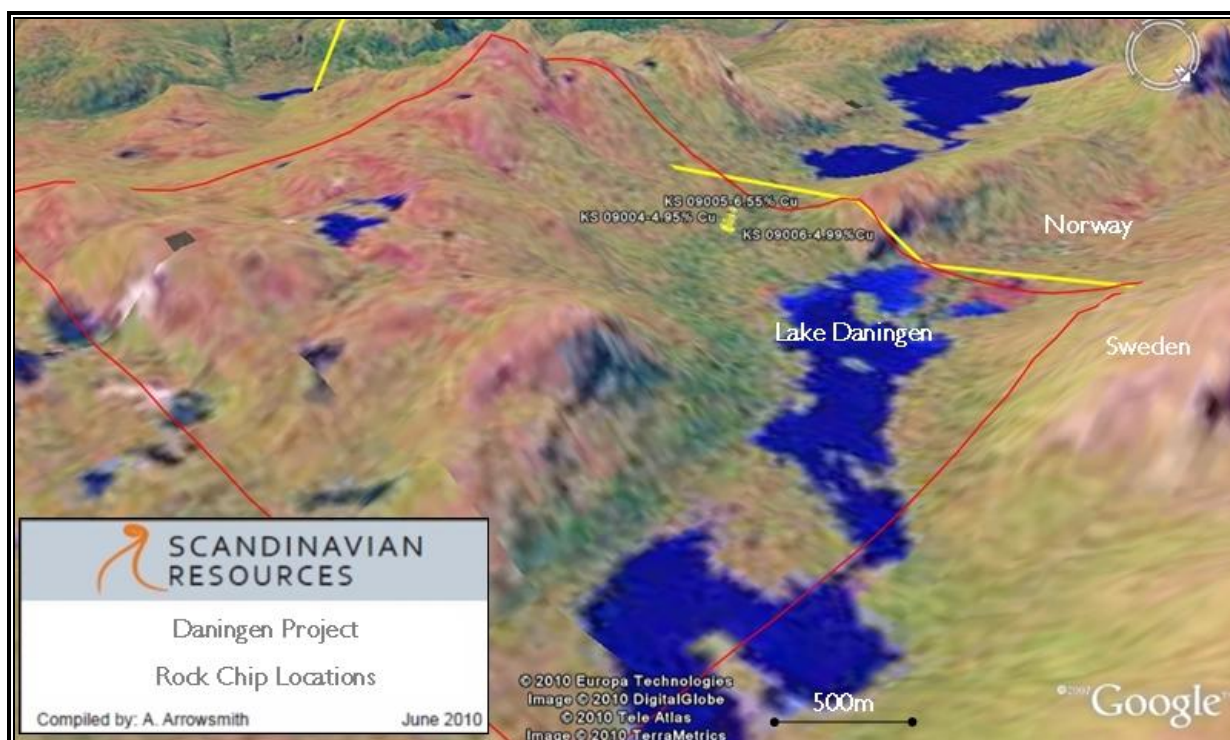 KS 09005-6.55% Cu
KS 09004-4.95% Cu
KS 09006-4.99%Cu
Norway
Lake Daningen
Sweden
SCANDINAVIAN
RESOURCES
Daningen Project
Rock Chip Locations
Compiled by: A. Arrowsmith June 2010
© 2010 Europa Technologies
Image © 2010 DigitalGlobe
© 2010 Tele Atlas
Image © 2010 TerraMetrics
500m
©2007 Google